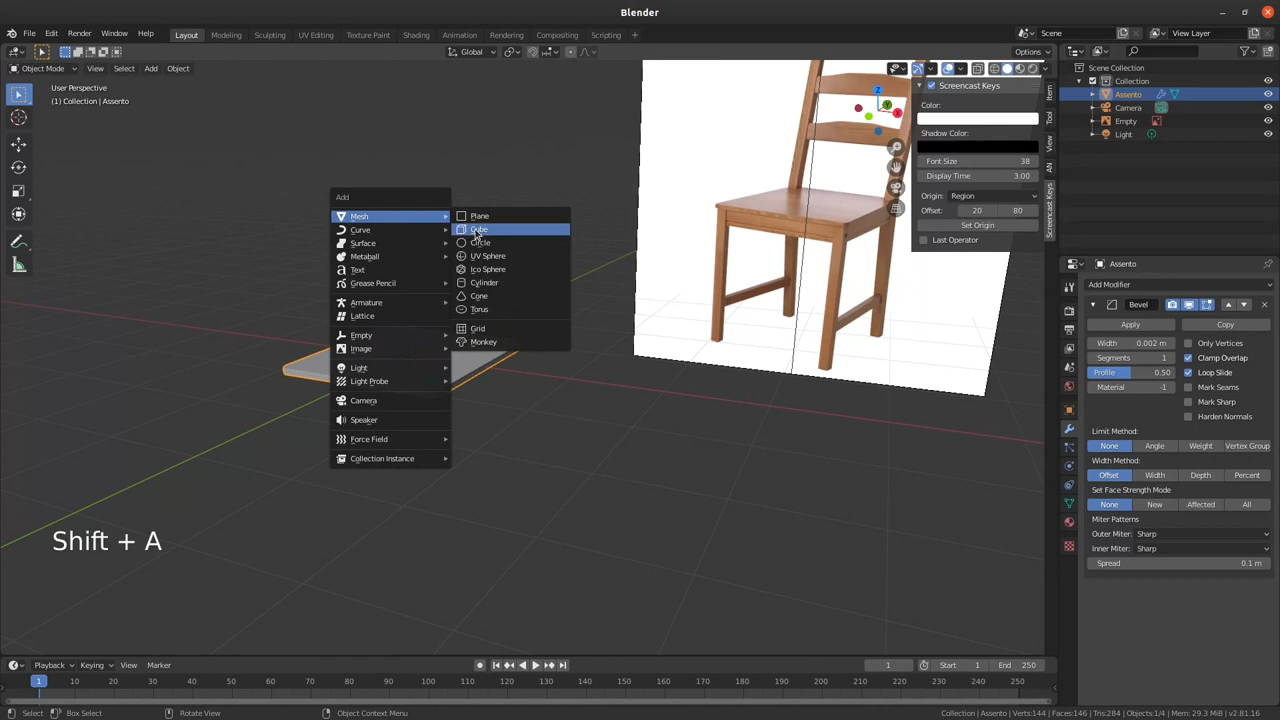 Blender
File Edit Render Window Help Layout Modeling Sculpting UV Editing Texture Paint Shading Animation Rendering Compositing Scripting + Scene View Layer
Global Options
Object Mode View Select Add Object
User Perspective
(1) Collection | Assento
Z
Y
X
Screencast Keys
Color:
Shadow Color:
Font Size 38
Display Time 3.00
Origin: Region
Offset: 20 80
Set Origin
Last Operator
Item
Tool
View
AN
Screencast Keys
Add
Mesh
Curve
Surface
Metaball
Text
Grease Pencil
Armature
Lattice
Empty
Image
Light
Light Probe
Camera
Speaker
Force Field
Collection Instance
Plane
Cube
Circle
UV Sphere
Ico Sphere
Cylinder
Cone
Torus
Grid
Monkey
Shift + A
Scene Collection
Collection
Assento
Camera
Empty
Light
Assento
Add Modifier
Bevel
Apply Copy
Width 0.002 m Only Vertices
Segments 1 Clamp Overlap
Profile 0.50 Loop Slide
Material -1 Mark Seams
Mark Sharp
Harden Normals
Limit Method:
None Angle Weight Vertex Group
Width Method:
Offset Width Depth Percent
Set Face Strength Mode
None New Affected All
Miter Patterns
Outer Miter: Sharp
Inner Miter: Sharp
Spread 0.1 m
Playback Keying View Marker 1 Start 1 End 250
1 10 20 30 40 50 60 70 80 90 100 110 120 130 140 150 160 170 180 190 200 210 220 230 240 250
Select Box Select Rotate View Object Context Menu Collection | Assento | Verts:144 | Faces:146 | Tris:284 | Objects:1/4 | Mem: 29.3 MiB | v2.81.16